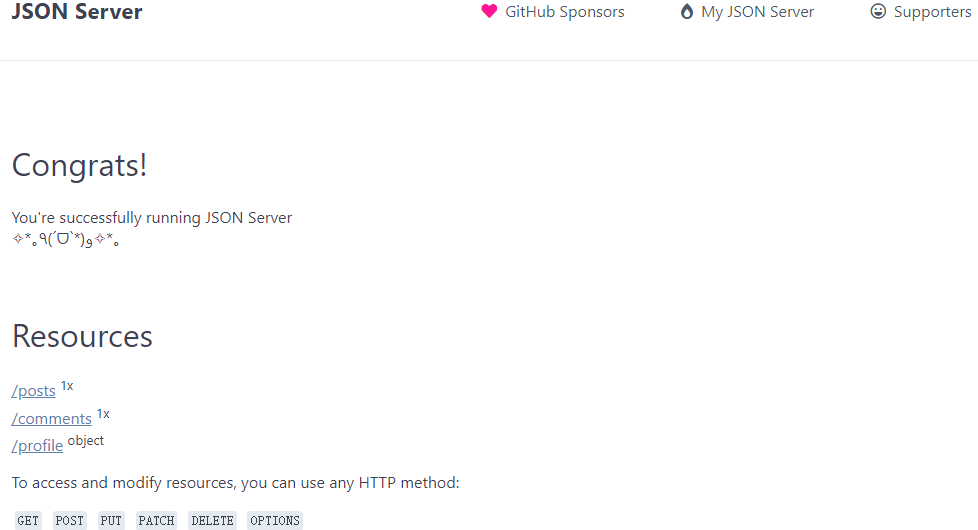 JSON Server
GitHub Sponsors
My JSON Server
Supporters
Congrats!
You're successfully running JSON Server
✧*｡٩(ˊᗜˋ*)و✧*｡
Resources
/posts 1x
/comments 1x
/profile object
To access and modify resources, you can use any HTTP method:
GET POST PUT PATCH DELETE OPTIONS